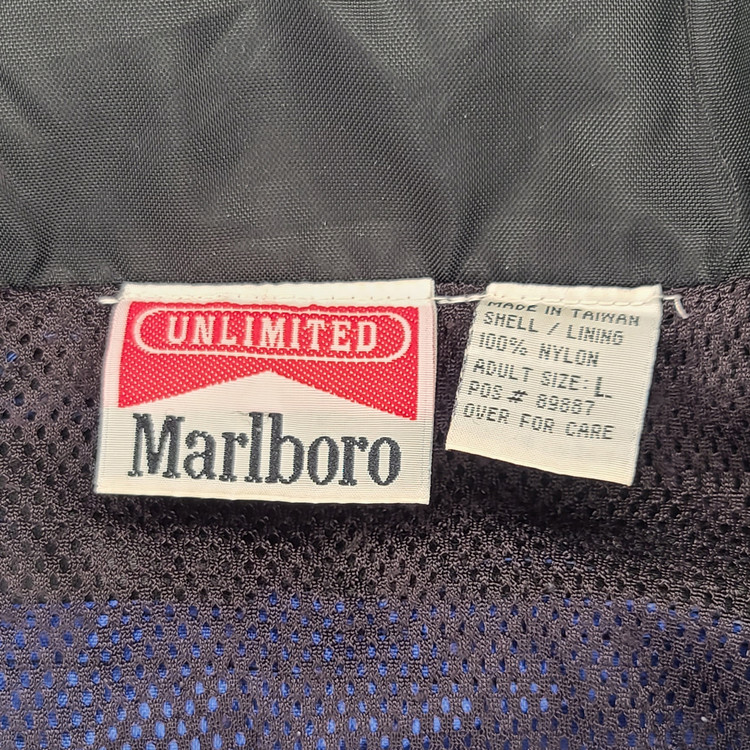 UNLIMITED
Marlboro
MADE IN TAIWAN
SHELL / LINING
100% NYLON
ADULT SIZE: L.
POS # 89887
OVER FOR CARE